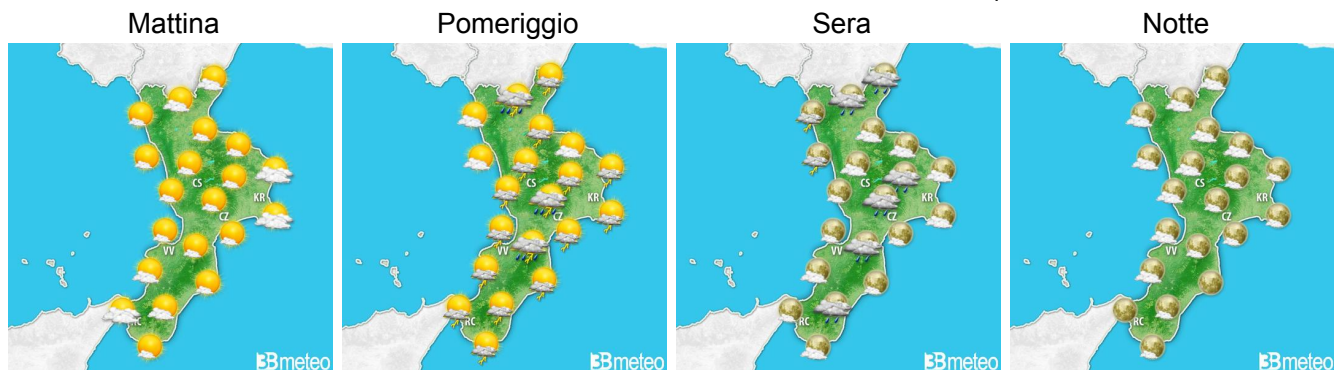 Mattina
Pomeriggio
Sera
Notte
CS
KR
CZ
VV
RC
3Bmeteo
CS
KR
CZ
VV
RC
3Bmeteo
CS
KR
CZ
VV
RC
3Bmeteo
CS
KR
CZ
VV
RC
3Bmeteo